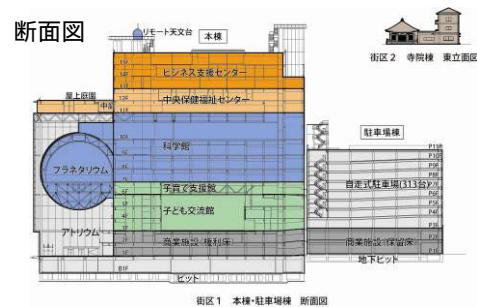 断面図
リモート天文台
本棟
街区2 寺院棟 東立面図
ビジネス支援センター
屋上庭園
中央保健福祉センター
駐車場棟
科学館
プラネタリウム
自走式駐車場(313台)
子育て支援館
子ども交流館
アトリウム
商業施設・権利床
商業施設・保留床
B1F
地下ピット
ピット
街区1 本棟・駐車場棟 断面図